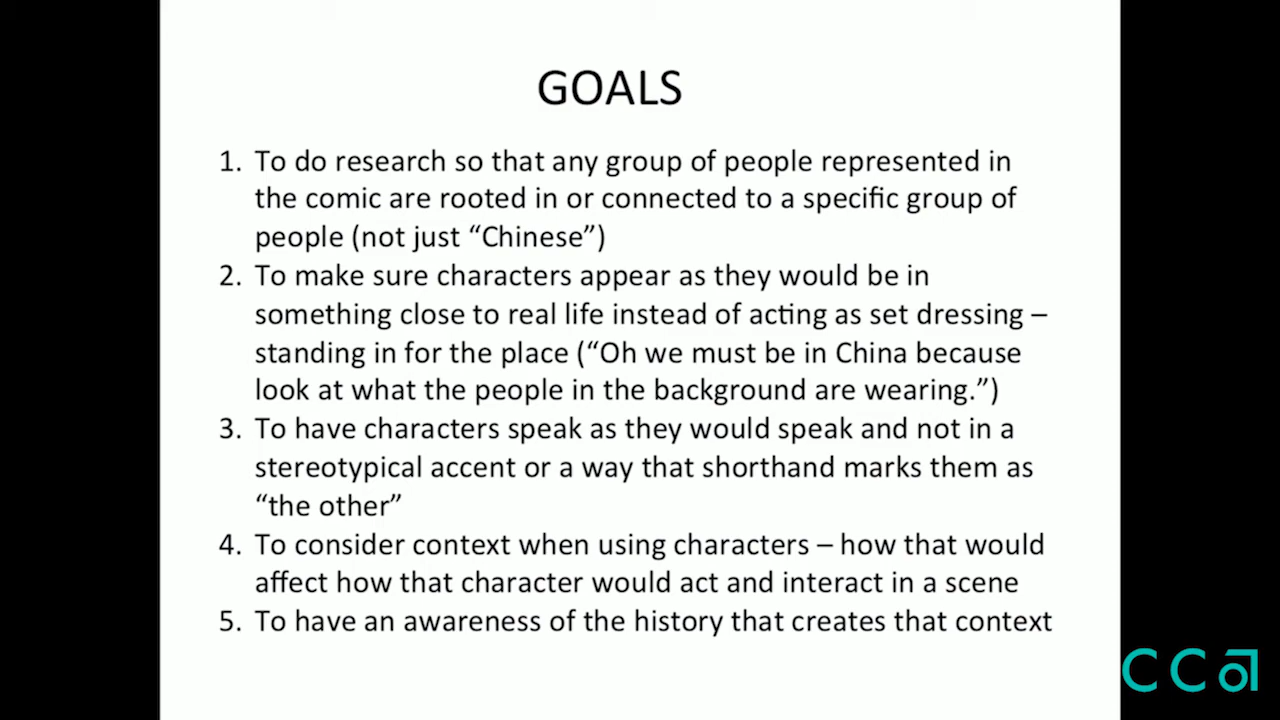 GOALS
1. To do research so that any group of people represented in
the comic are rooted in or connected to a specific group of
people (not just “Chinese”)
2. To make sure characters appear as they would be in
something close to real life instead of acting as set dressing –
standing in for the place (“Oh we must be in China because
look at what the people in the background are wearing.”)
3. To have characters speak as they would speak and not in a
stereotypical accent or a way that shorthand marks them as
“the other”
4. To consider context when using characters – how that would
affect how that character would act and interact in a scene
5. To have an awareness of the history that creates that context
CCa